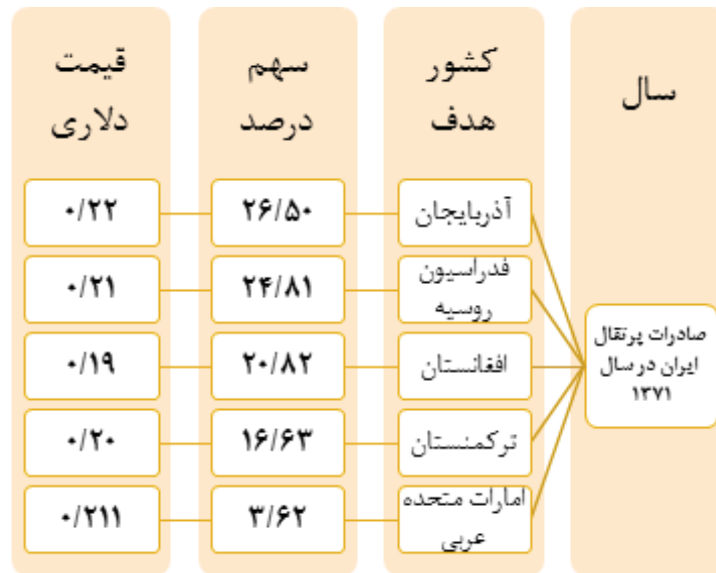 سال
کشور
هدف
سهم
درصد
قیمت
دلاری
صادرات پرتقال
ایران در سال
۱۳۷۱
آذربایجان
۲۶/۵۰
۰/۲۲
فدراسیون
روسیه
۲۴/۸۱
۰/۲۱
افغانستان
۲۰/۸۲
۰/۱۹
ترکمنستان
۱۶/۶۳
۰/۲۰
امارات متحده
عربی
۳/۶۲
۰/۲۱۱